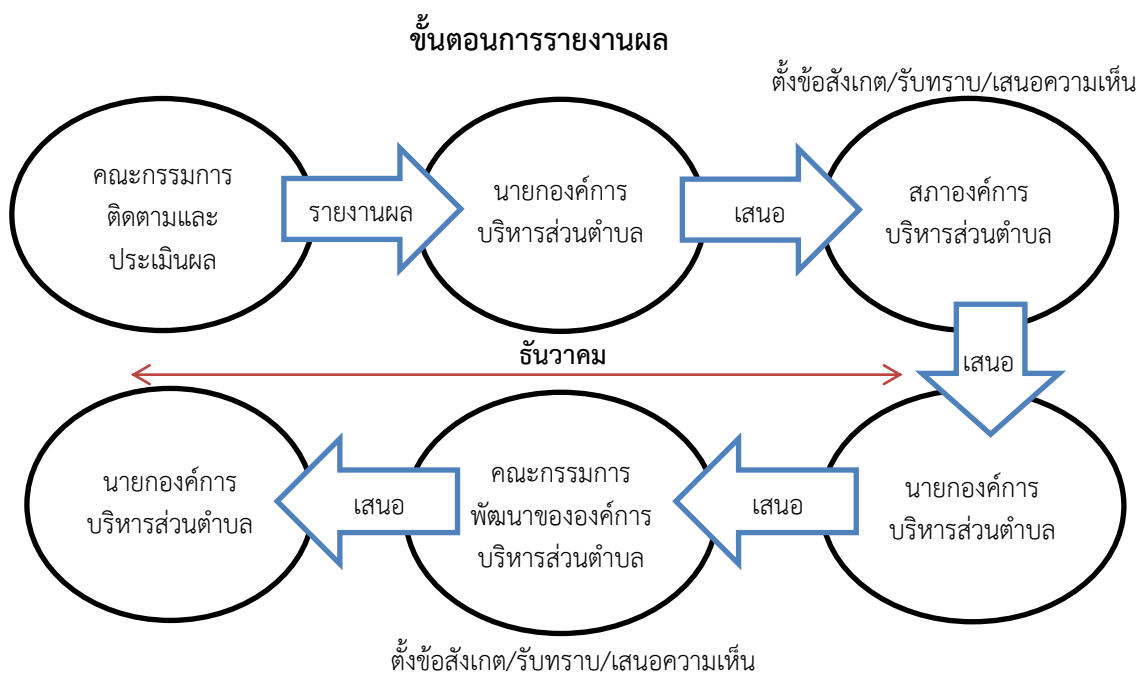 ขั้นตอนการรายงานผล
ตั้งข้อสังเกต/รับทราบ/เสนอความเห็น
คณะกรรมการ
ติดตามและ
ประเมินผล
รายงานผล
นายกองค์การ
บริหารส่วนตำบล
เสนอ
สภาองค์การ
บริหารส่วนตำบล
เสนอ
ธันวาคม
นายกองค์การ
บริหารส่วนตำบล
เสนอ
คณะกรรมการ
พัฒนาขององค์การ
บริหารส่วนตำบล
เสนอ
นายกองค์การ
บริหารส่วนตำบล
ตั้งข้อสังเกต/รับทราบ/เสนอความเห็น